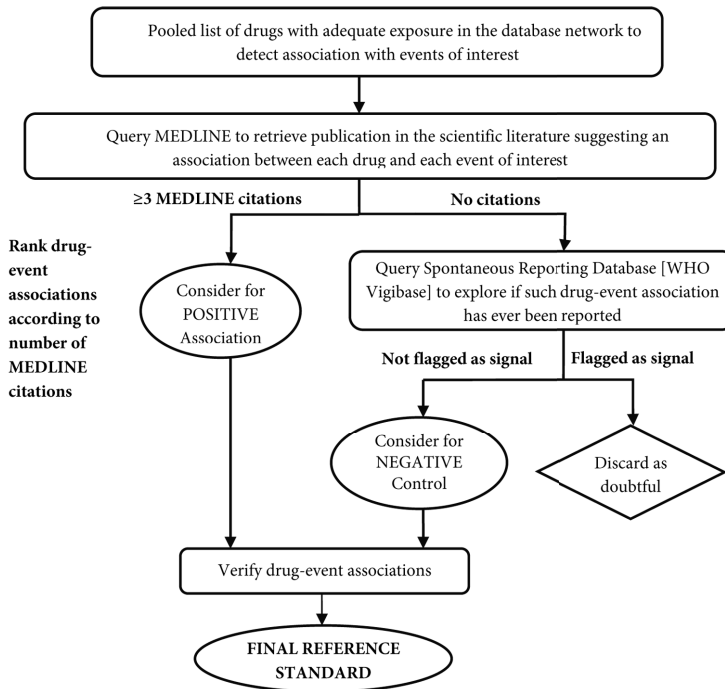 Pooled list of drugs with adequate exposure in the database network to
detect association with events of interest
Query MEDLINE to retrieve publication in the scientific literature suggesting an
association between each drug and each event of interest
≥3 MEDLINE citations
No citations
Rank drug-
event
associations
according to
number of
MEDLINE
citations
Consider for
POSITIVE
Association
Query Spontaneous Reporting Database [WHO
Vigibase] to explore if such drug-event association
has ever been reported
Not flagged as signal
Flagged as signal
Consider for
NEGATIVE
Control
Discard as
doubtful
Verify drug-event associations
FINAL REFERENCE
STANDARD